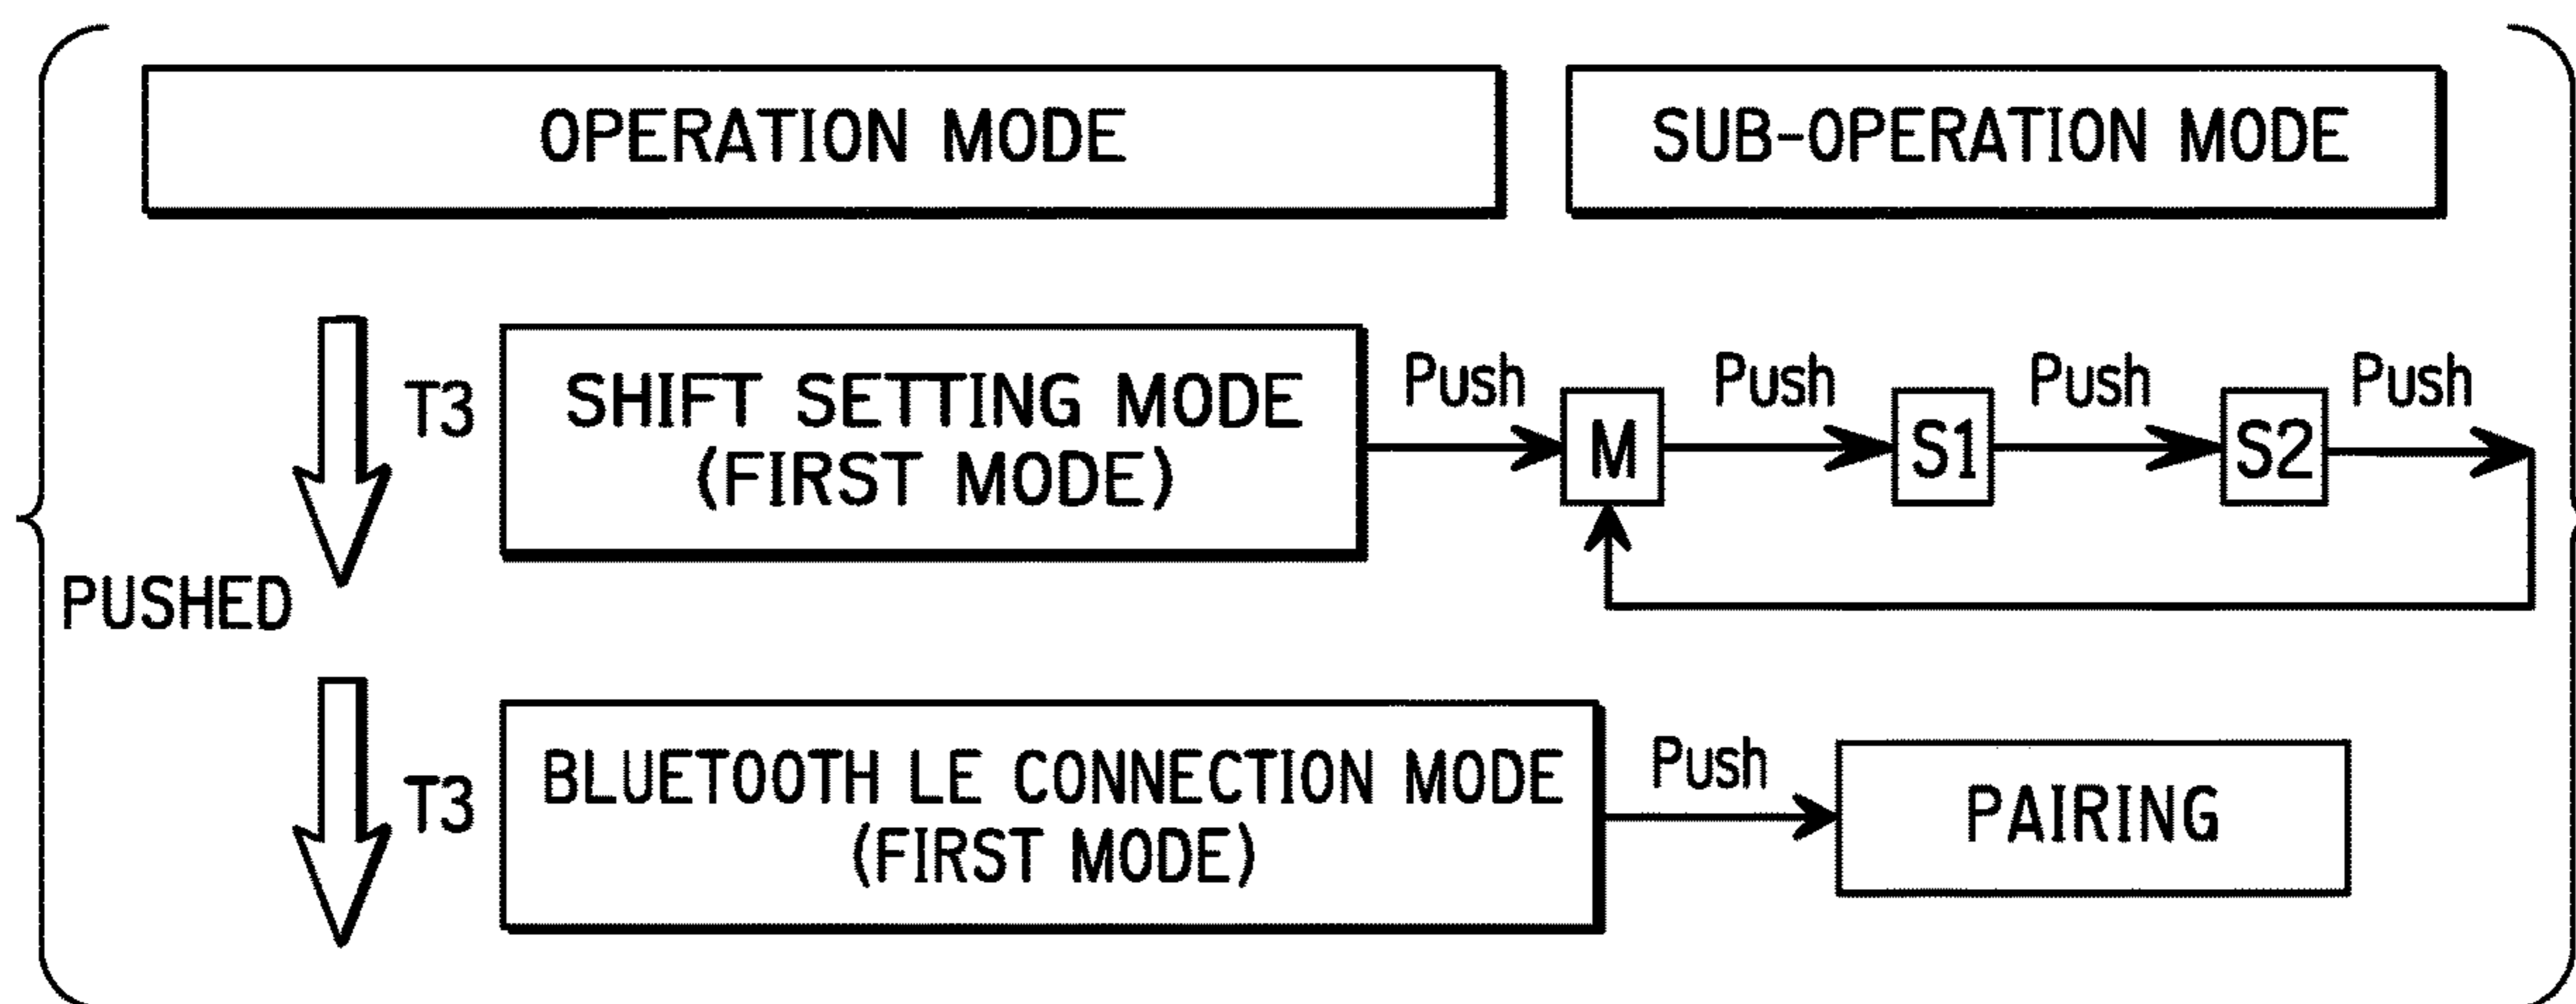 OPERATION MODE
SUB-OPERATION MODE
T3
SHIFT SETTING MODE
(FIRST MODE)
Push
M
Push
S1
Push
S2
Push
PUSHED
T3
BLUETOOTH LE CONNECTION MODE
(FIRST MODE)
Push
PAIRING